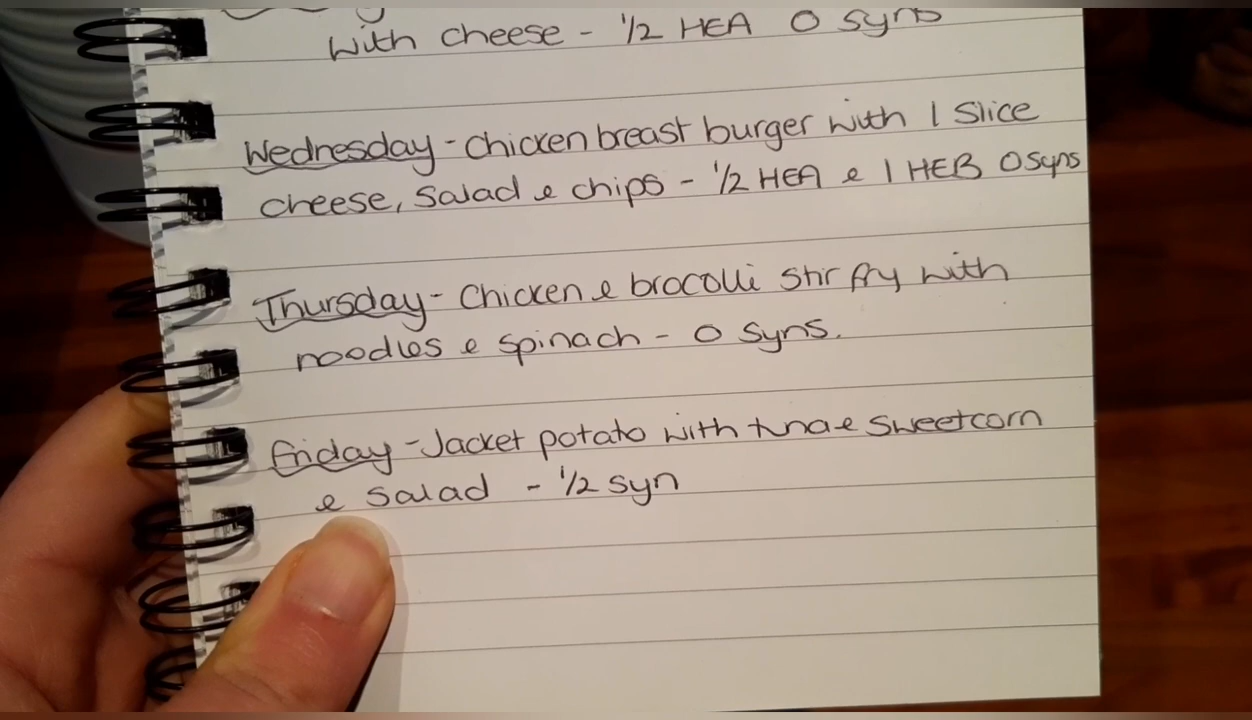 with cheese - 1/2 HEA 0 syns
Wednesday - Chicken breast burger with 1 slice
cheese, salad & chips - 1/2 HEA & 1 HEB 0 syns
Thursday - Chicken & brocolli stir fry with
noodles & spinach - 0 syns.
Friday - Jacket potato with tuna & sweetcorn
& salad - 1/2 syn